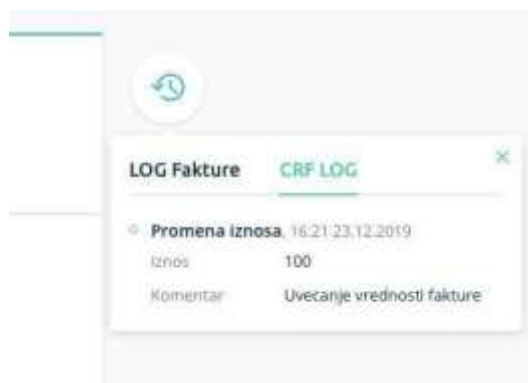 LOG Fakture CRF LOG
Promena iznosa, 16:21 23.12.2019
Iznos 100
Komentar Uvecanje vrednosti fakture